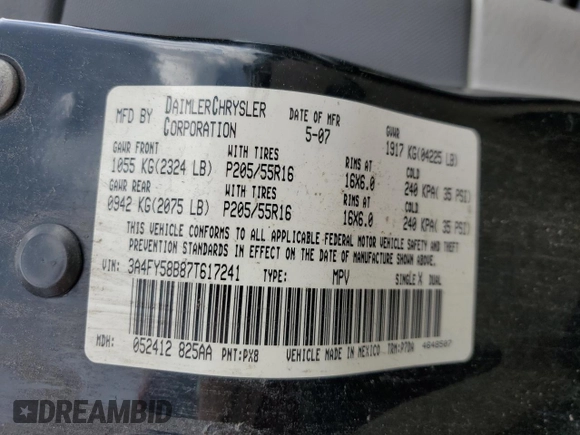 MFD BY DAIMLERCHRYSLER CORPORATION DATE OF MFR 5-07 GVWR 1917 KG(04225 LB)
GAWR FRONT WITH TIRES RIMS AT COLD
1055 KG(2324 LB) P205/55R16 16X6.0 240 KPA( 35 PSI)
GAWR REAR WITH TIRES RIMS AT COLD
0942 KG(2075 LB) P205/55R16 16X6.0 240 KPA( 35 PSI)
THIS VEHICLE CONFORMS TO ALL APPLICABLE FEDERAL MOTOR VEHICLE SAFETY AND THEFT
PREVENTION STANDARDS IN EFFECT ON THE DATE OF MANUFACTURE SHOWN ABOVE.
VIN: 3A4FY58B87T617241 TYPE: MPV SINGLE X DUAL
MDH: 052412 825AA PNT:PX8 VEHICLE MADE IN MEXICO TRM:A7DA
DREAMBID